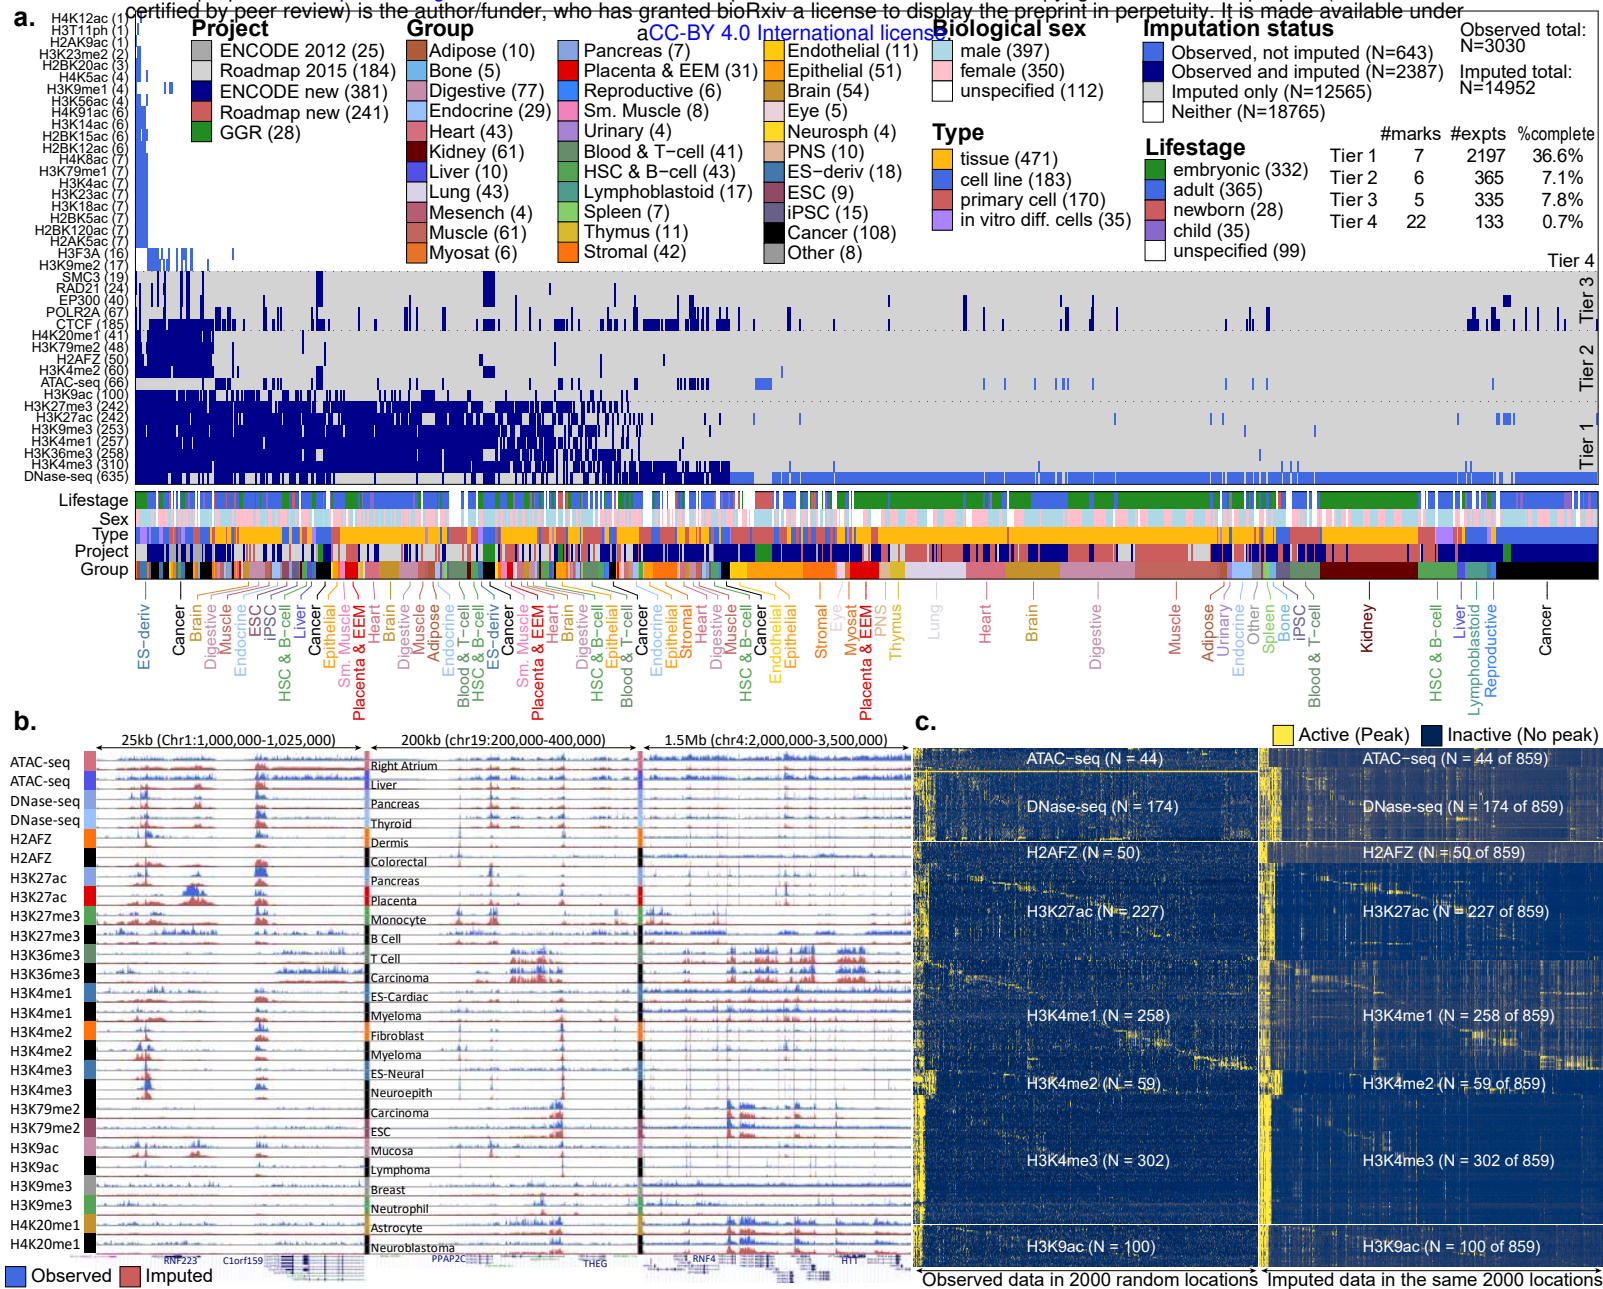 certified by peer review) is the author/funder, who has granted bioRxiv a license to display the preprint in perpetuity. It is made available under
aCC-BY 4.0 International license.
a.
H4K12ac (1)
H3T11ph (1)
H2AK9ac (1)
H3K23me2 (2)
H2BK20ac (3)
H4K5ac (4)
H3K9me1 (4)
H3K56ac (4)
H4K91ac (6)
H3K14ac (6)
H2BK15ac (6)
H2BK12ac (6)
H4K8ac (7)
H3K79me1 (7)
H3K4ac (7)
H3K23ac (7)
H3K18ac (7)
H2BK5ac (7)
H2BK120ac (7)
H2AK5ac (7)
H3F3A (16)
H3K9me2 (17)
SMC3 (19)
RAD21 (24)
EP300 (40)
POLR2A (67)
CTCF (185)
H4K20me1 (41)
H3K79me2 (48)
H2AFZ (50)
H3K4me2 (60)
ATAC-seq (66)
H3K9ac (100)
H3K27me3 (242)
H3K27ac (242)
H3K9me3 (253)
H3K4me1 (257)
H3K36me3 (258)
H3K4me3 (310)
DNase-seq (635)
Project
ENCODE 2012 (25)
Roadmap 2015 (184)
ENCODE new (381)
Roadmap new (241)
GGR (28)
Group
Adipose (10)
Bone (5)
Digestive (77)
Endocrine (29)
Heart (43)
Kidney (61)
Liver (10)
Lung (43)
Mesench (4)
Muscle (61)
Myosat (6)
Pancreas (7)
Placenta & EEM (31)
Reproductive (6)
Sm. Muscle (8)
Urinary (4)
Blood & T-cell (41)
HSC & B-cell (43)
Lymphoblastoid (17)
Spleen (7)
Thymus (11)
Stromal (42)
Endothelial (11)
Epithelial (51)
Brain (54)
Eye (5)
Neurosph (4)
PNS (10)
ES-deriv (18)
ESC (9)
iPSC (15)
Cancer (108)
Other (8)
Biological sex
male (397)
female (350)
unspecified (112)
Type
tissue (471)
cell line (183)
primary cell (170)
in vitro diff. cells (35)
Imputation status
Observed, not imputed (N=643)
Observed and imputed (N=2387)
Imputed only (N=12565)
Neither (N=18765)
Observed total:
N=3030
Imputed total:
N=14952
Lifestage
embryonic (332)
adult (365)
newborn (28)
child (35)
unspecified (99)
#marks #expts %complete
Tier 1 7 2197 36.6%
Tier 2 6 365 7.1%
Tier 3 5 335 7.8%
Tier 4 22 133 0.7%
Tier 4
Tier 3
Tier 2
Tier 1
Lifestage
Sex
Type
Project
Group
ES-deriv
Cancer
Brain
Digestive
Muscle
Endocrine
ESC
iPSC
HSC & B-cell
Liver
Cancer
Epithelial
Sm. Muscle
Placenta & EEM
Heart
Brain
Digestive
Muscle
Adipose
Endocrine
Blood & T-cell
HSC & B-cell
ES-deriv
Cancer
Sm. Muscle
Placenta & EEM
Heart
Brain
Digestive
HSC & B-cell
Epithelial
Blood & T-cell
Cancer
Endocrine
Epithelial
Stromal
Heart
Digestive
Muscle
HSC & B-cell
Cancer
Endothelial
Epithelial
Stromal
Eye
Myosat
Placenta & EEM
PNS
Thymus
Lung
Heart
Brain
Digestive
Muscle
Adipose
Urinary
Endocrine
Other
Spleen
Bone
iPSC
Blood & T-cell
Kidney
HSC & B-cell
Liver
Lymphoblastoid
Reproductive
Cancer
b.
25kb (Chr1:1,000,000-1,025,000)
200kb (chr19:200,000-400,000)
1.5Mb (chr4:2,000,000-3,500,000)
ATAC-seq Right Atrium
ATAC-seq Liver
DNase-seq Pancreas
DNase-seq Thyroid
H2AFZ Dermis
H2AFZ Colorectal
H3K27ac Pancreas
H3K27ac Placenta
H3K27me3 Monocyte
H3K27me3 B Cell
H3K36me3 T Cell
H3K36me3 Carcinoma
H3K4me1 ES-Cardiac
H3K4me1 Myeloma
H3K4me2 Fibroblast
H3K4me2 Myeloma
H3K4me3 ES-Neural
H3K4me3 Neuroepith
H3K79me2 Carcinoma
H3K79me2 ESC
H3K9ac Mucosa
H3K9ac Lymphoma
H3K9me3 Breast
H3K9me3 Neutrophil
H4K20me1 Astrocyte
H4K20me1 Neuroblastoma
RNF223 C1orf159 PPAP2C THEG RNF4 HTT
Observed Imputed
c.
Active (Peak) Inactive (No peak)
ATAC-seq (N = 44) ATAC-seq (N = 44 of 859)
DNase-seq (N = 174) DNase-seq (N = 174 of 859)
H2AFZ (N = 50) H2AFZ (N = 50 of 859)
H3K27ac (N = 227) H3K27ac (N = 227 of 859)
H3K4me1 (N = 258) H3K4me1 (N = 258 of 859)
H3K4me2 (N = 59) H3K4me2 (N = 59 of 859)
H3K4me3 (N = 302) H3K4me3 (N = 302 of 859)
H3K9ac (N = 100) H3K9ac (N = 100 of 859)
Observed data in 2000 random locations Imputed data in the same 2000 locations